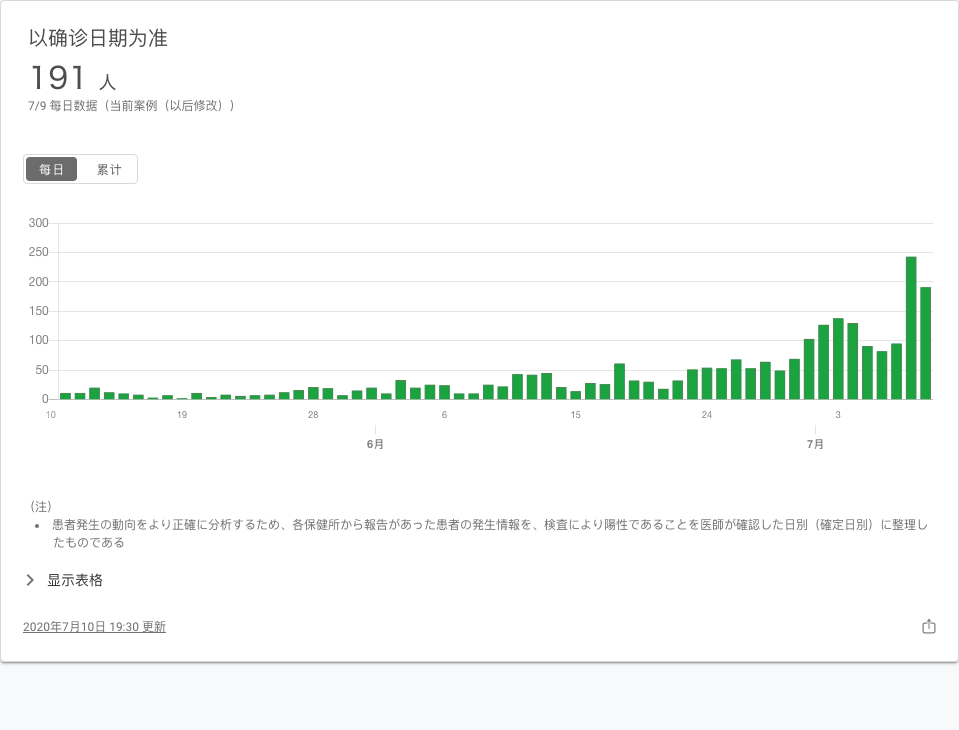 以确诊日期为准
191 人
7/9 每日数据（当前案例（以后修改））
每日 累计
300
250
200
150
100
50
0
10 19 28 6 15 24 3
6月 7月
（注）
• 患者発生の動向をより正確に分析するため、各保健所から報告があった患者の発生情報を、検査により陽性であることを医師が確認した日別（確定日別）に整理し
たものである
显示表格
2020年7月10日 19:30 更新